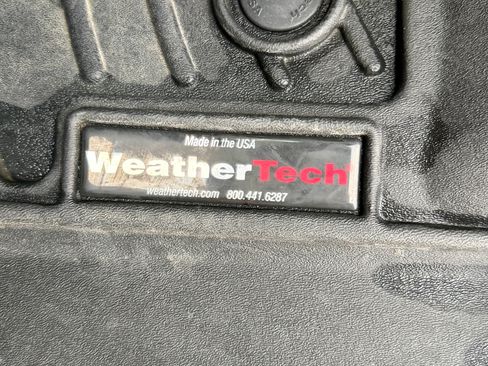 Made in the USA
WeatherTech
weathertech.com 800.441.6287